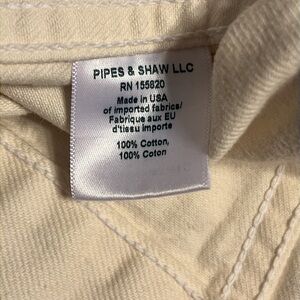 PIPES & SHAW LLC
RN 155820
Made in USA
of imported fabrics/
Fabrique aux EU
d'tissu importe
100% Cotton,
100% Coton